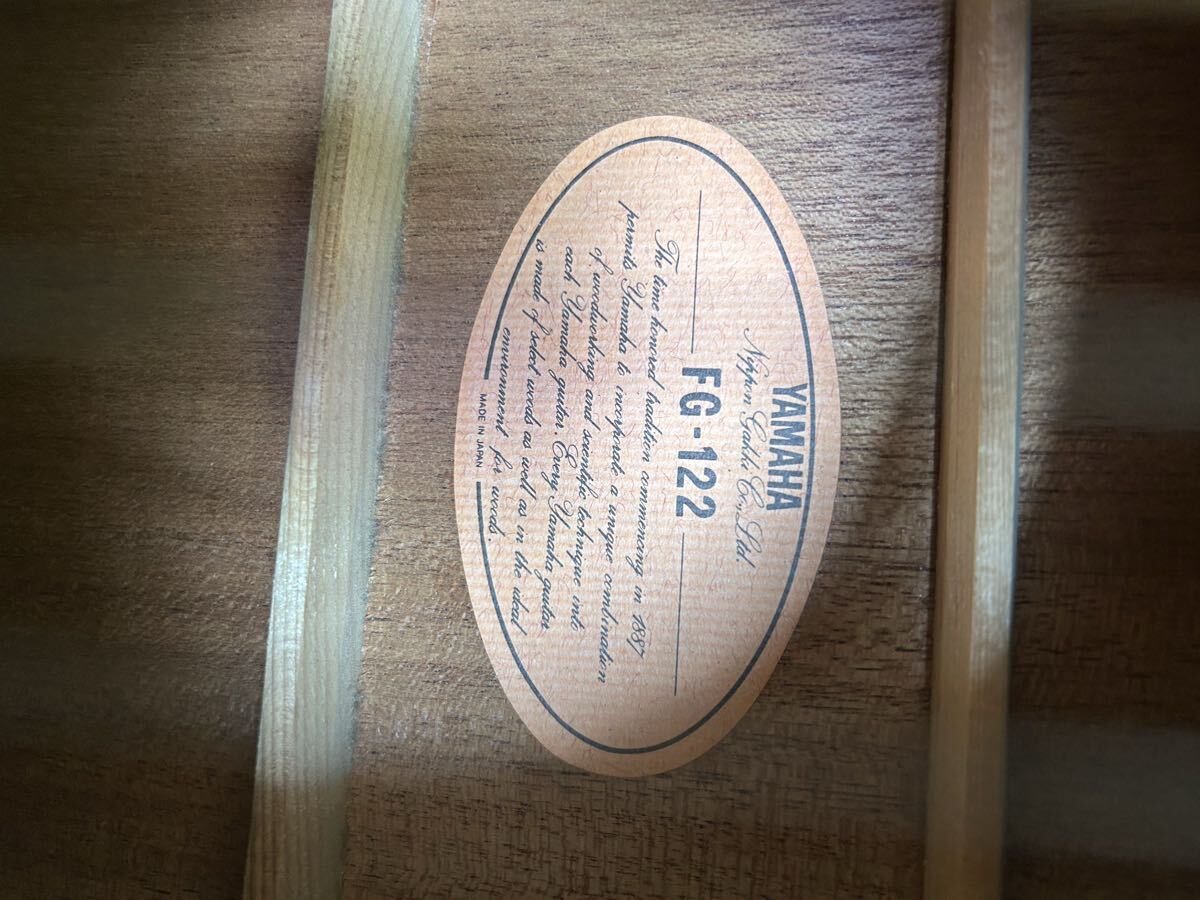 YAMAHA
Nippon Gakki Co., Ltd.
FG-122
The time honored tradition commencing in 1887
permits Yamaha to incorporate a unique combination
of woodworking and scientific technique into
each Yamaha guitar. Every Yamaha guitar
is made of select woods as well as in the ideal
environment for woods.
MADE IN JAPAN